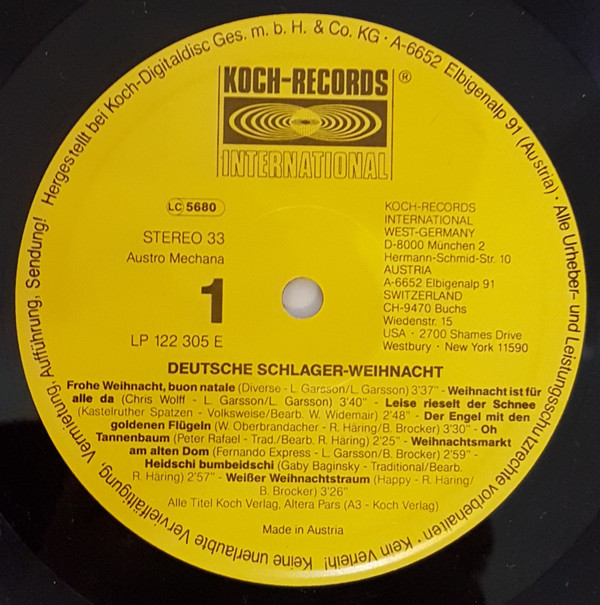 Hergestellt bei Koch-Digitaldisc Ges. m. b. H. & Co. KG · A-6652 Elbigenalp 91 (Austria) · Alle Urheber- und Leistungsschutzrechte vorbehalten · Kein Verleih! Keine unerlaubte Vervielfältigung, Vermietung, Aufführung, Sendung!
KOCH-RECORDS ®
INTERNATIONAL
LC 5680
STEREO 33
Austro Mechana
1
LP 122 305 E
KOCH-RECORDS
INTERNATIONAL
WEST-GERMANY
D-8000 München 2
Hermann-Schmid-Str. 10
AUSTRIA
A-6652 Elbigenalp 91
SWITZERLAND
CH-9470 Buchs
Wiedenstr. 15
USA · 2700 Shames Drive
Westbury · New York 11590
DEUTSCHE SCHLAGER-WEIHNACHT
Frohe Weihnacht, buon natale (Diverse - L. Garsson/L. Garsson) 3'37" - Weihnacht ist für
alle da (Chris Wolff - L. Garsson/L. Garsson) 3'40" - Leise rieselt der Schnee
(Kastelruther Spatzen - Volksweise/Bearb. W. Widemair) 2'48" - Der Engel mit den
goldenen Flügeln (W. Oberbrandacher - R. Häring/B. Brocker) 3'30" - Oh
Tannenbaum (Peter Rafael - Trad./Bearb. R. Häring) 2'25" - Weihnachtsmarkt
am alten Dom (Fernando Express - L. Garsson/B. Brocker) 2'59" -
Heidschi bumbeidschi (Gaby Baginsky - Traditional/Bearb.
R. Häring) 2'57" - Weißer Weihnachtstraum (Happy - R. Häring/
B. Brocker) 3'26"
Alle Titel Koch Verlag, Altera Pars (A3 - Koch Verlag)
Made in Austria